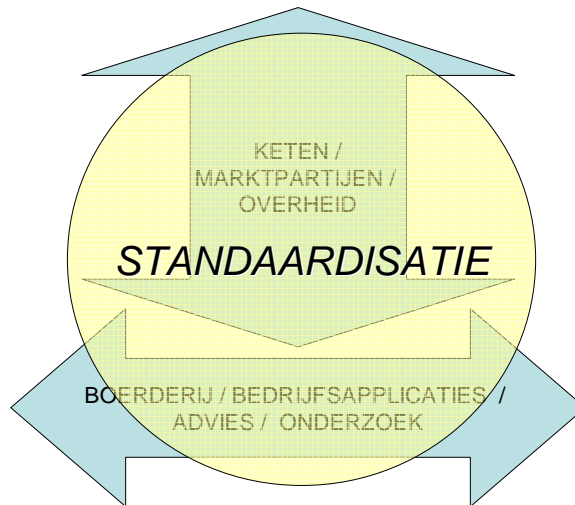 KETEN /
MARKTPARTIJEN /
OVERHEID
STANDAARDISATIE
BOERDERIJ / BEDRIJFSAPPLICATIES /
ADVIES / ONDERZOEK